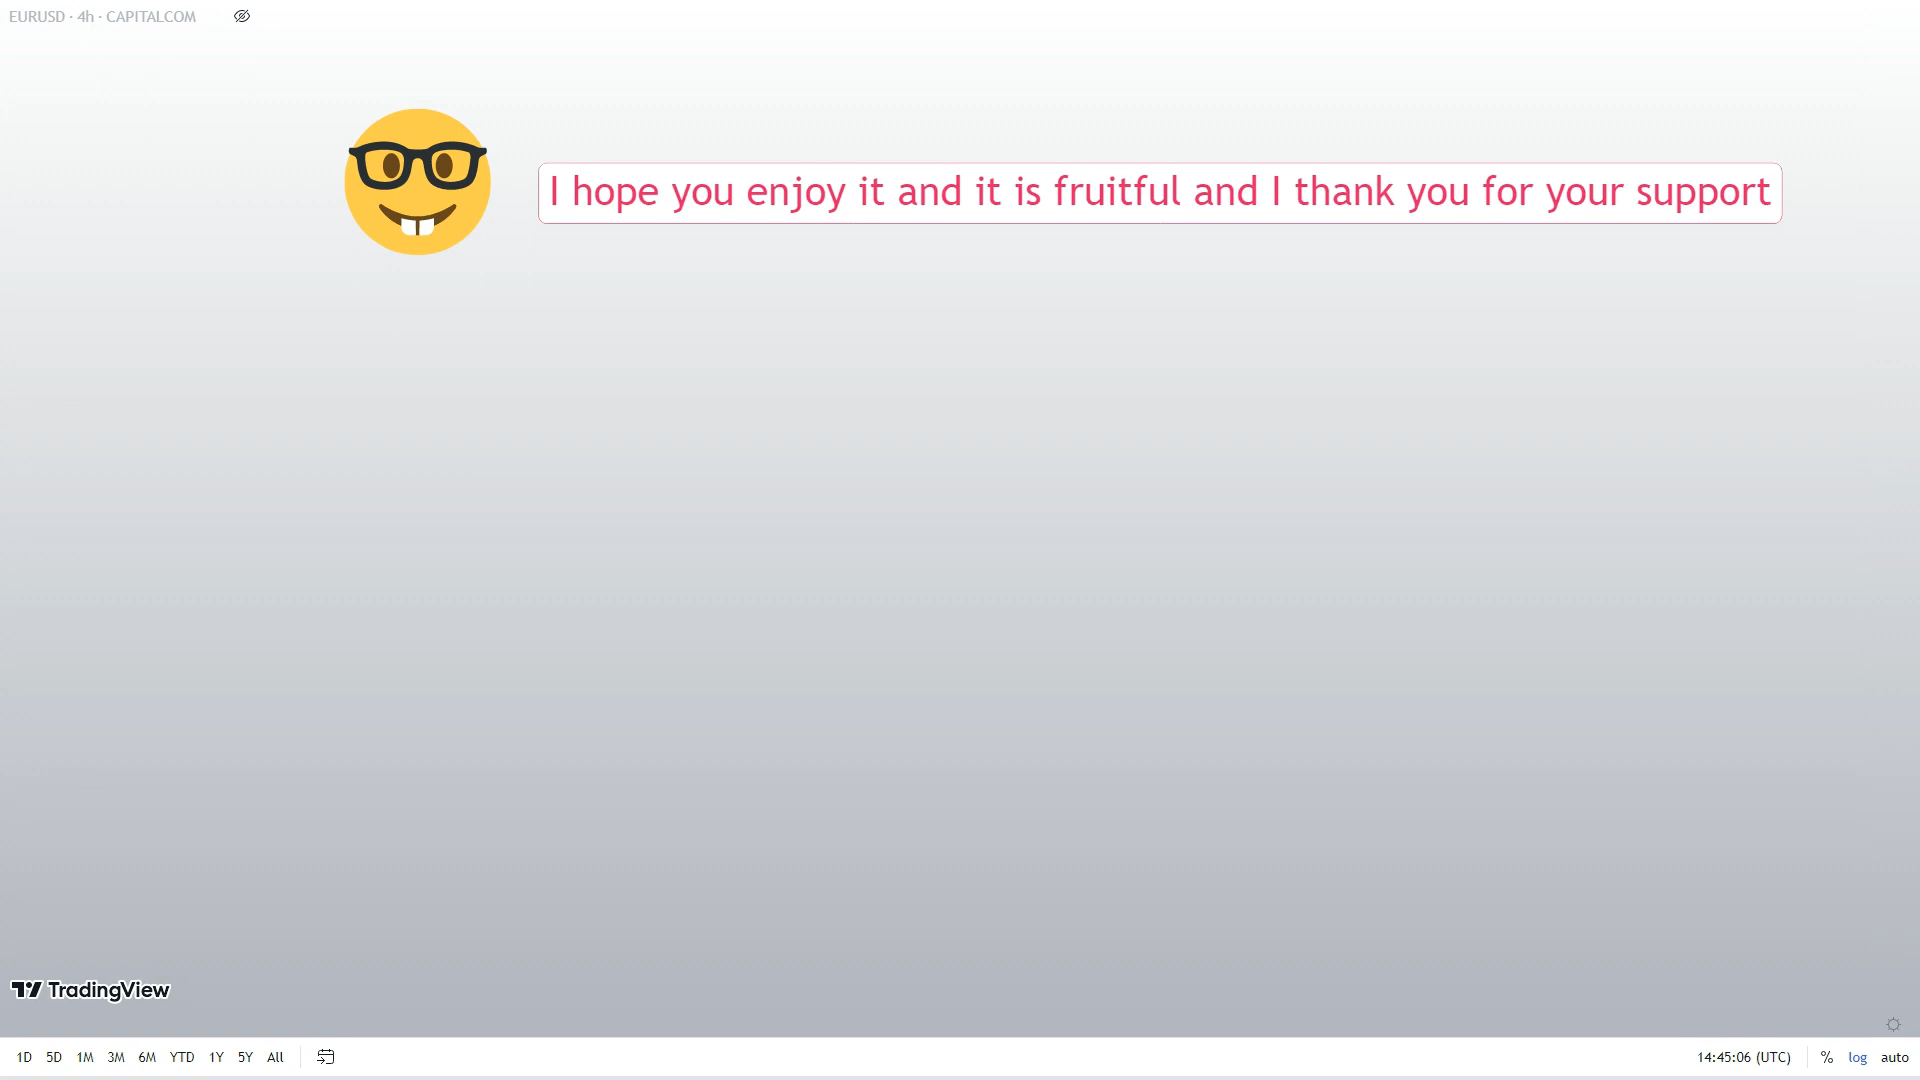 EURUSD · 4h · CAPITALCOM
I hope you enjoy it and it is fruitful and I thank you for your support
TradingView
1D 5D 1M 3M 6M YTD 1Y 5Y All 14:45:06 (UTC) % log auto